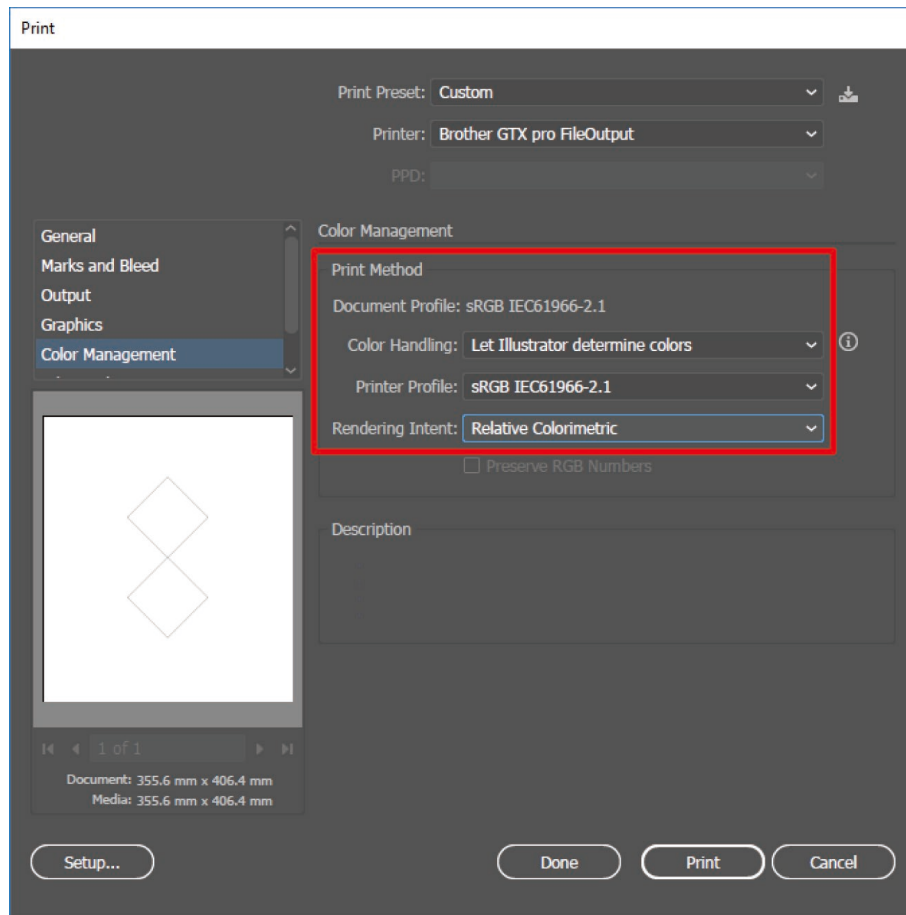 Print
Print Preset: Custom
Printer: Brother GTX pro FileOutput
PPD:
General
Marks and Bleed
Output
Graphics
Color Management
Color Management
Print Method
Document Profile: sRGB IEC61966-2.1
Color Handling: Let Illustrator determine colors
Printer Profile: sRGB IEC61966-2.1
Rendering Intent: Relative Colorimetric
Preserve RGB Numbers
Description
1 of 1
Document: 355.6 mm x 406.4 mm
Media: 355.6 mm x 406.4 mm
Setup... Done Print Cancel